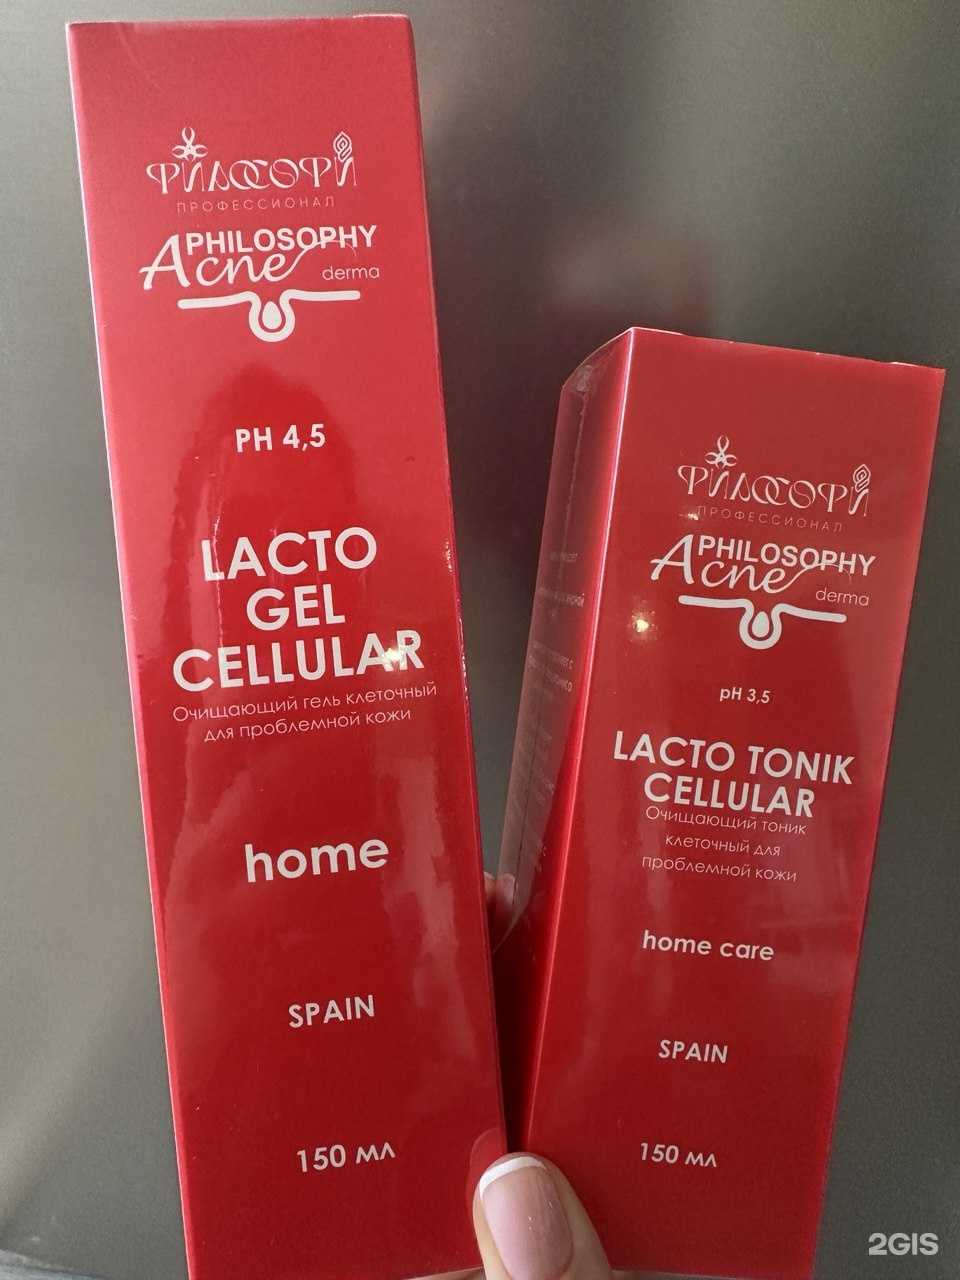 ФИЛОСОФИ
ПРОФЕССИОНАЛ
PHILOSOPHY
Acne derma
PH 4,5
LACTO
GEL
CELLULAR
Очищающий гель клеточный
для проблемной кожи
home
SPAIN
150 мл
ФИЛОСОФИ
ПРОФЕССИОНАЛ
PHILOSOPHY
Acne derma
pH 3,5
LACTO TONIK
CELLULAR
Очищающий тоник
клеточный для
проблемной кожи
home care
SPAIN
150 мл
2GIS